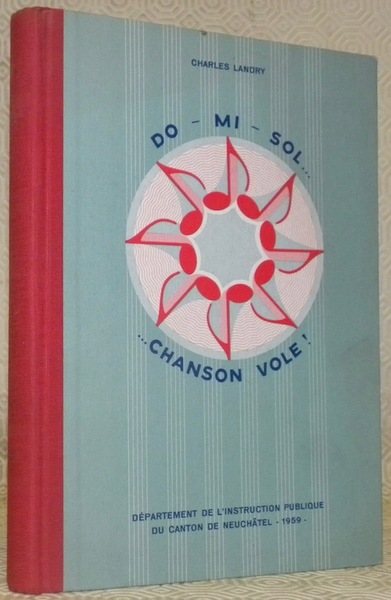 CHARLES LANDRY
DO - MI - SOL...
...CHANSON VOLE!
DÉPARTEMENT DE L'INSTRUCTION PUBLIQUE
DU CANTON DE NEUCHÂTEL - 1959 -